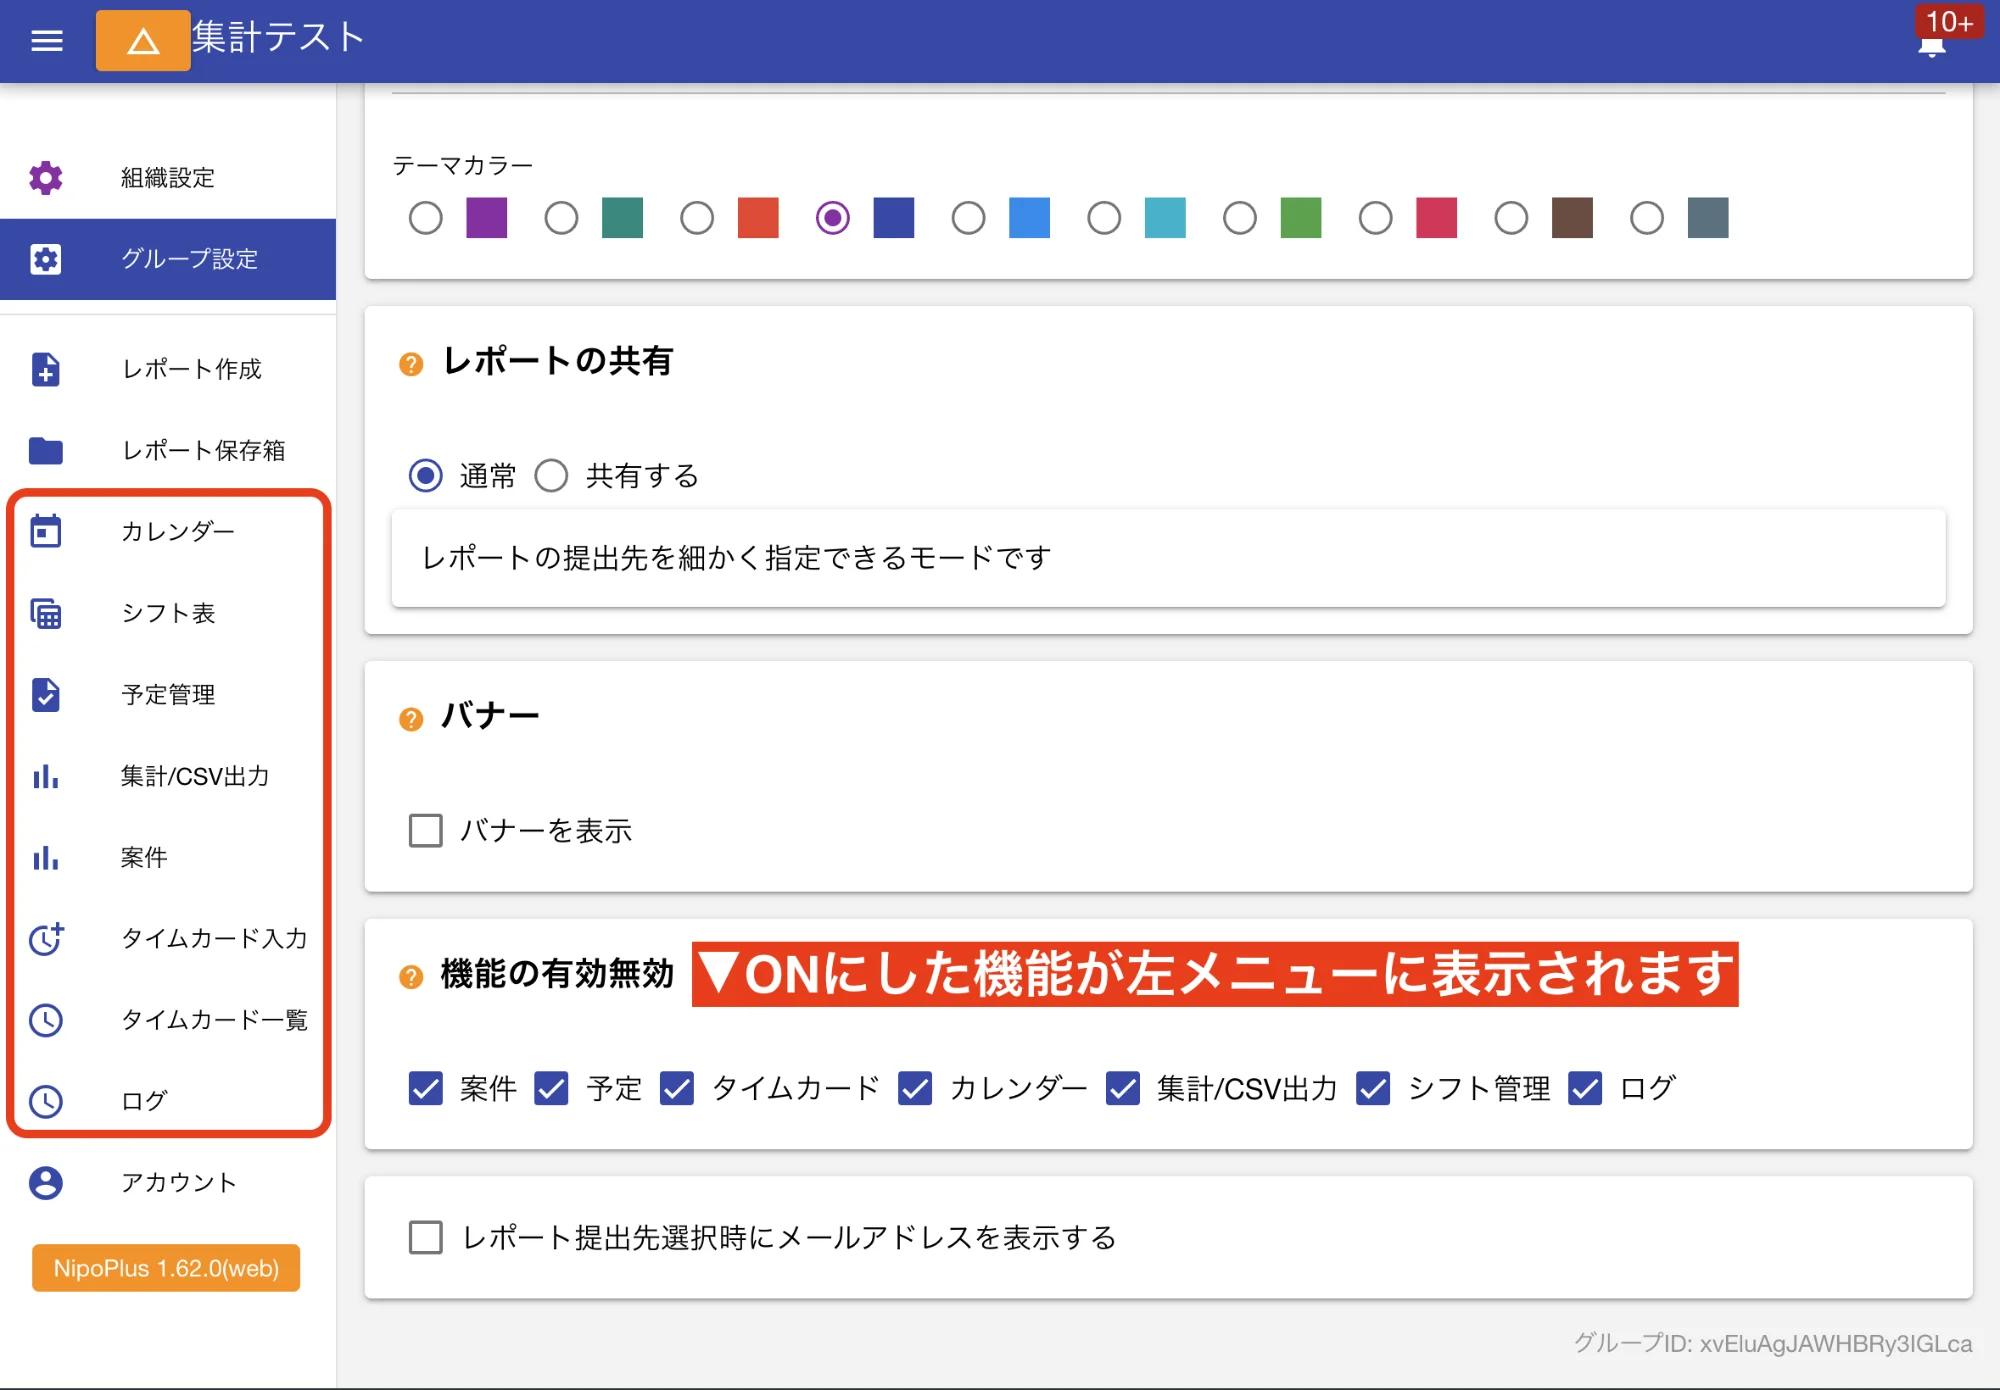 集計テスト
10+
組織設定
グループ設定
レポート作成
レポート保存箱
カレンダー
シフト表
予定管理
集計/CSV出力
案件
タイムカード入力
タイムカード一覧
ログ
アカウント
NipoPlus 1.62.0(web)
テーマカラー
レポートの共有
通常 共有する
レポートの提出先を細かく指定できるモードです
バナー
バナーを表示
機能の有効無効 ▼ONにした機能が左メニューに表示されます
案件 予定 タイムカード カレンダー 集計/CSV出力 シフト管理 ログ
レポート提出先選択時にメールアドレスを表示する
グループID: xvEluAgJAWHBRy3IGLca